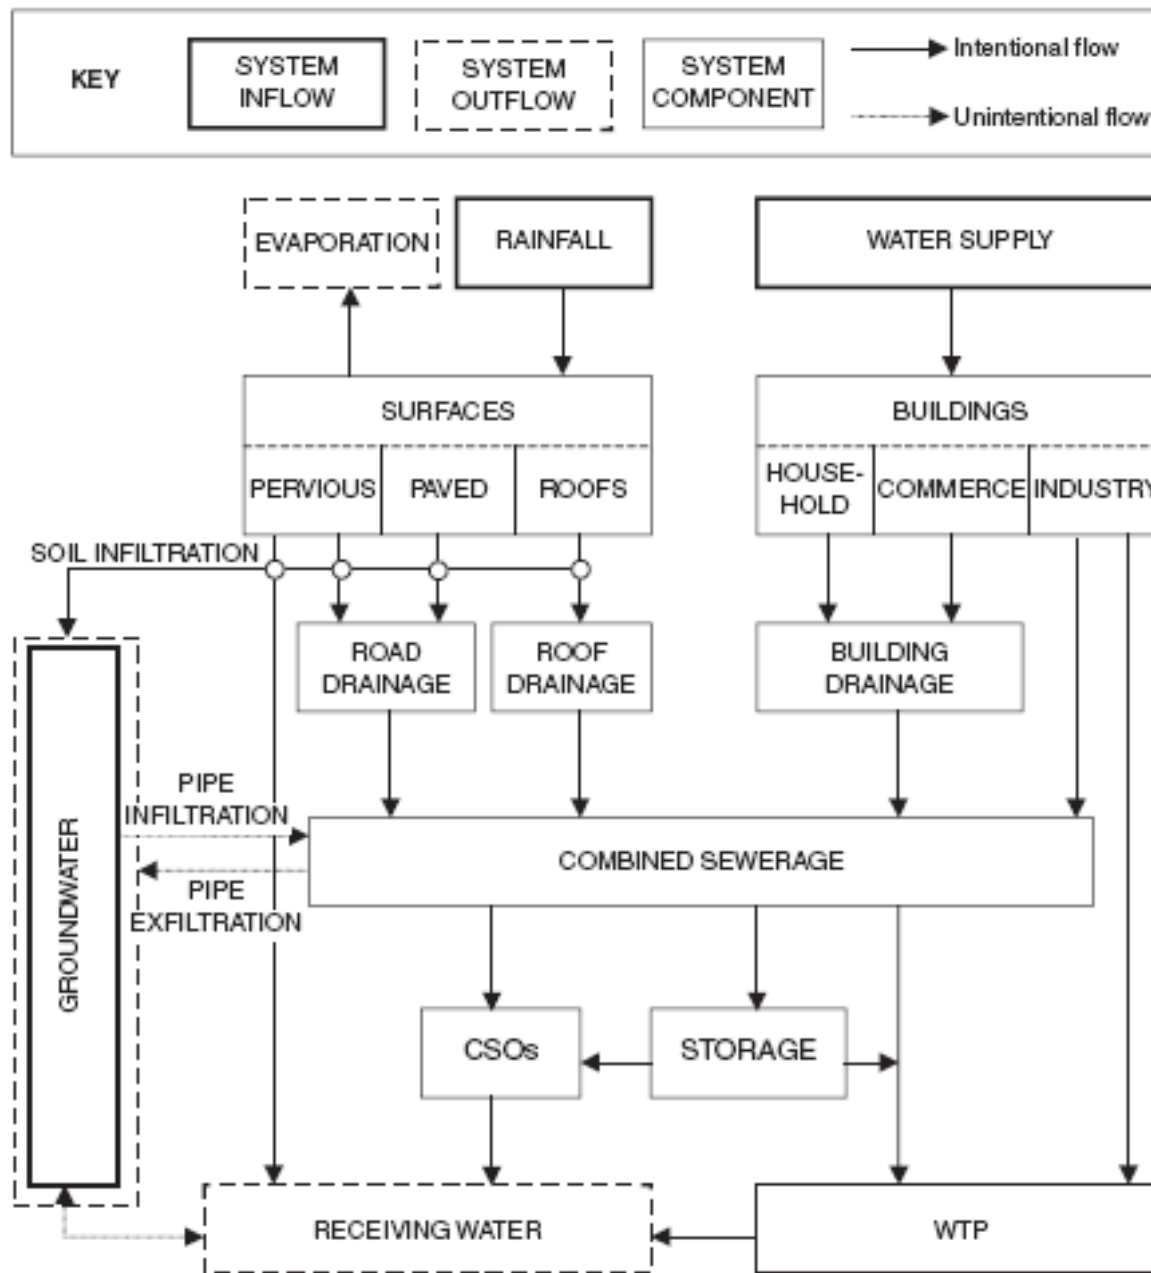 KEY
SYSTEM
INFLOW
SYSTEM
OUTFLOW
SYSTEM
COMPONENT
Intentional flow
Unintentional flow
EVAPORATION
RAINFALL
WATER SUPPLY
SURFACES
BUILDINGS
PERVIOUS
PAVED
ROOFS
HOUSE-
HOLD
COMMERCE
INDUSTRY
SOIL INFILTRATION
ROAD
DRAINAGE
ROOF
DRAINAGE
BUILDING
DRAINAGE
PIPE
INFILTRATION
COMBINED SEWERAGE
PIPE
EXFILTRATION
GROUNDWATER
CSOs
STORAGE
RECEIVING WATER
WTP